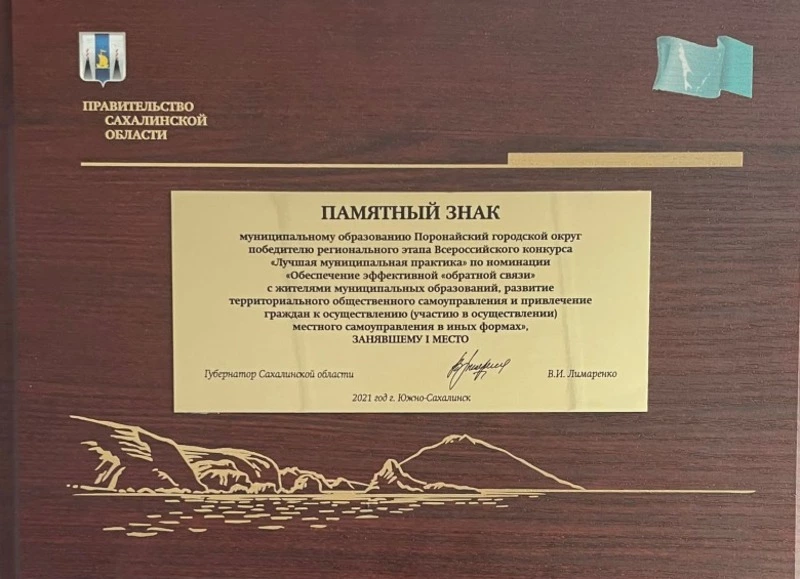 ПРАВИТЕЛЬСТВО
САХАЛИНСКОЙ
ОБЛАСТИ
ПАМЯТНЫЙ ЗНАК
муниципальному образованию Поронайский городской округ
победителю регионального этапа Всероссийского конкурса
«Лучшая муниципальная практика» по номинации
«Обеспечение эффективной «обратной связи»
с жителями муниципальных образований, развитие
территориального общественного самоуправления и привлечение
граждан к осуществлению (участию в осуществлении)
местного самоуправления в иных формах»,
ЗАНЯВШЕМУ I МЕСТО
Губернатор Сахалинской области В.И. Лимаренко
2021 год г. Южно-Сахалинск